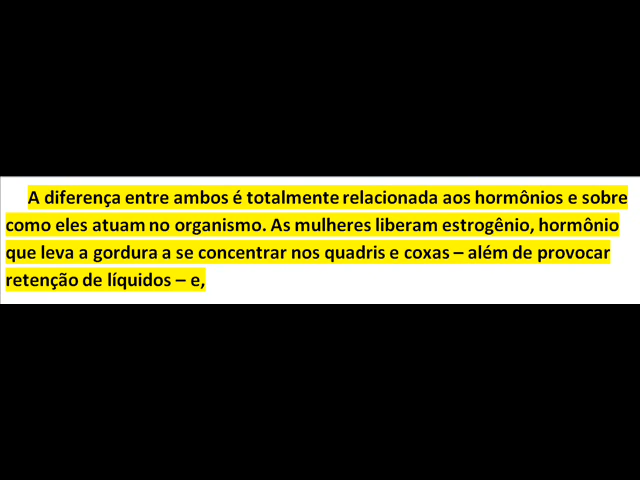 A diferença entre ambos é totalmente relacionada aos hormônios e sobre
como eles atuam no organismo. As mulheres liberam estrogênio, hormônio
que leva a gordura a se concentrar nos quadris e coxas – além de provocar
retenção de líquidos – e,